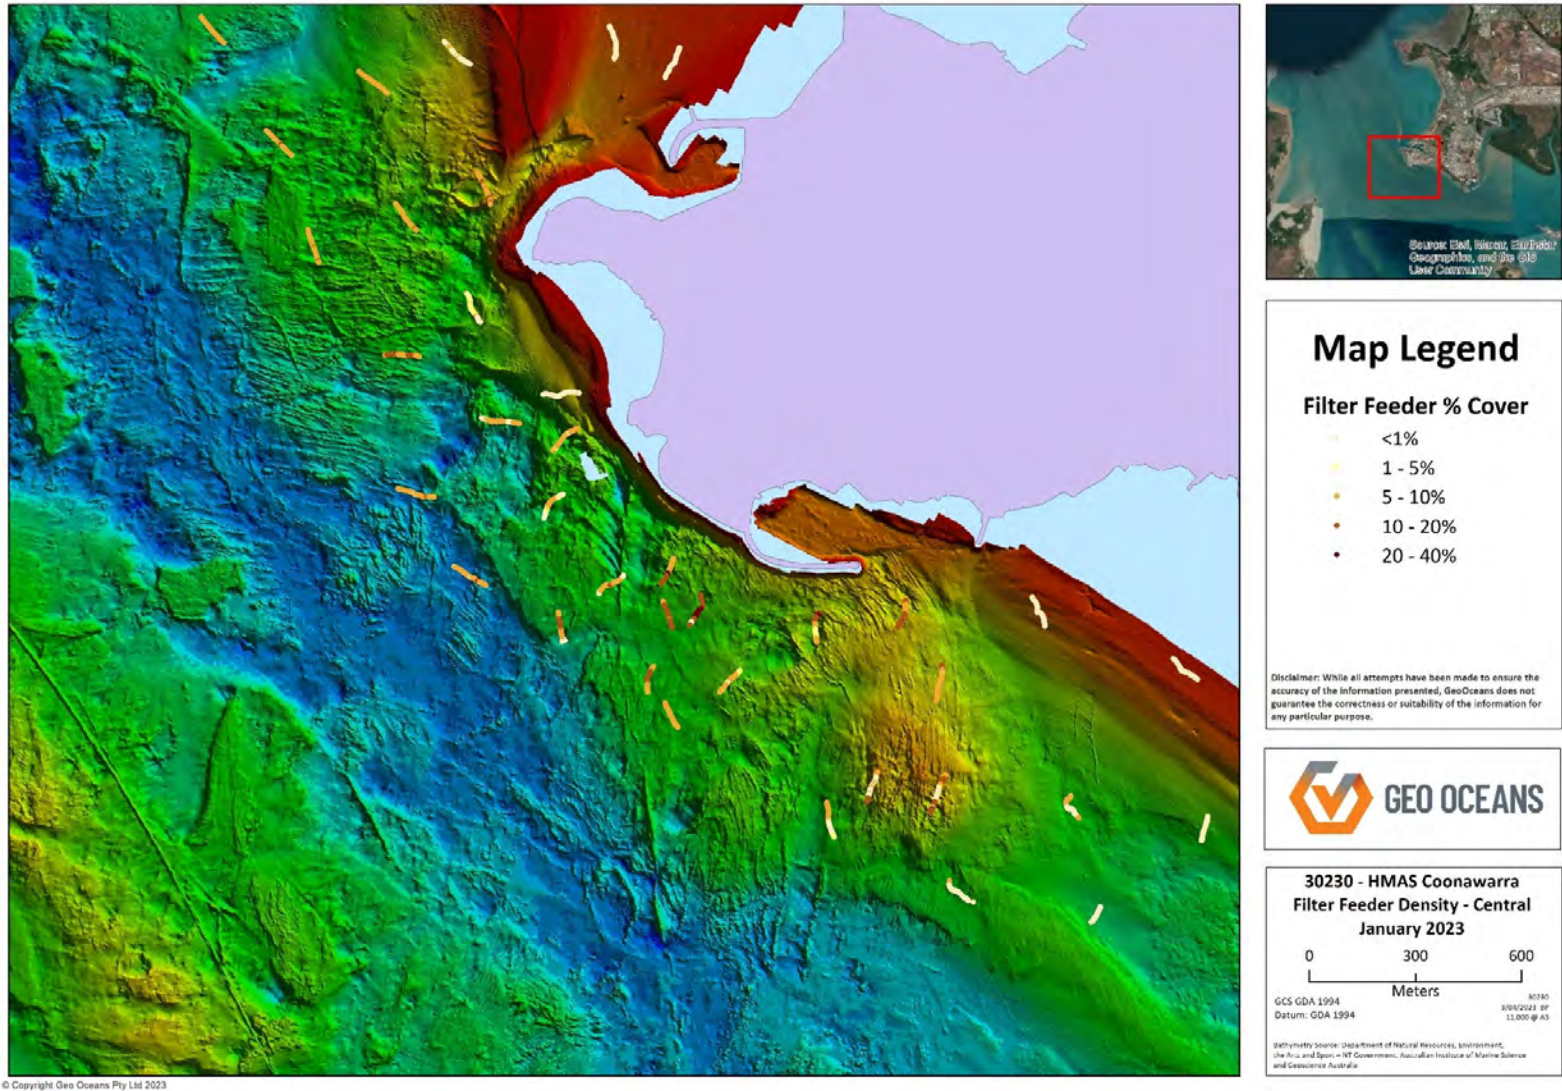 Source: Esri, Maxar, Earthstar
Geographics, and the GIS
User Community
Map Legend
Filter Feeder % Cover
<1%
1 - 5%
5 - 10%
10 - 20%
20 - 40%
Disclaimer: While all attempts have been made to ensure the
accuracy of the information presented, GeoOceans does not
guarantee the correctness or suitability of the information for
any particular purpose.
GEO OCEANS
30230 - HMAS Coonawarra
Filter Feeder Density - Central
January 2023
0 300 600
Meters
GCS GDA 1994
Datum: GDA 1994
30230
BP
11,000 @ A3
Bathymetry Source: Department of Natural Resources, Environment,
the Arts and Sport – NT Government, Australian Institute of Marine Science
and Geoscience Australia
© Copyright Geo Oceans Pty Ltd 2023